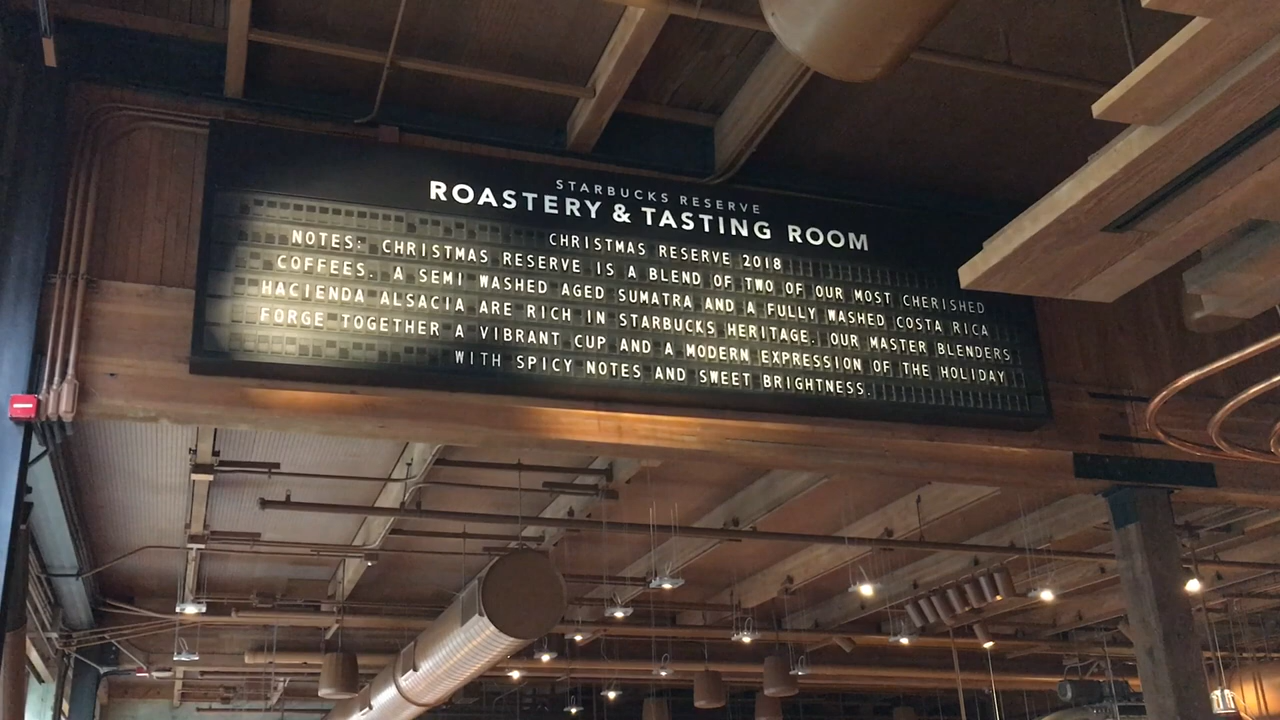 STARBUCKS RESERVE
ROASTERY & TASTING ROOM
CHRISTMAS RESERVE 2018
NOTES: CHRISTMAS RESERVE IS A BLEND OF TWO OF OUR MOST CHERISHED
COFFEES. A SEMI WASHED AGED SUMATRA AND A FULLY WASHED COSTA RICA
HACIENDA ALSACIA ARE RICH IN STARBUCKS HERITAGE. OUR MASTER BLENDERS
FORGE TOGETHER A VIBRANT CUP AND A MODERN EXPRESSION OF THE HOLIDAY
WITH SPICY NOTES AND SWEET BRIGHTNESS.